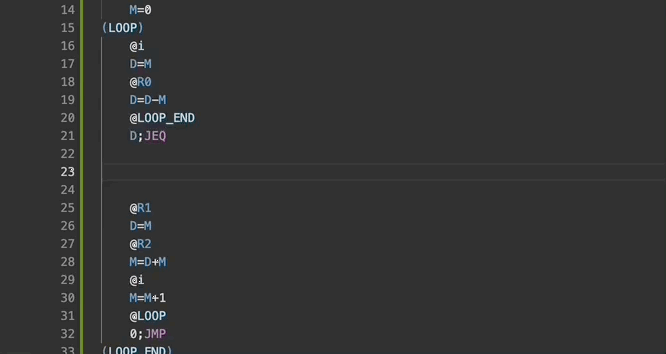 14 M=0
15 (LOOP)
16 @i
17 D=M
18 @R0
19 D=D-M
20 @LOOP_END
21 D;JEQ
22
23
24
25 @R1
26 D=M
27 @R2
28 M=D+M
29 @i
30 M=M+1
31 @LOOP
32 0;JMP
33 (LOOP_END)